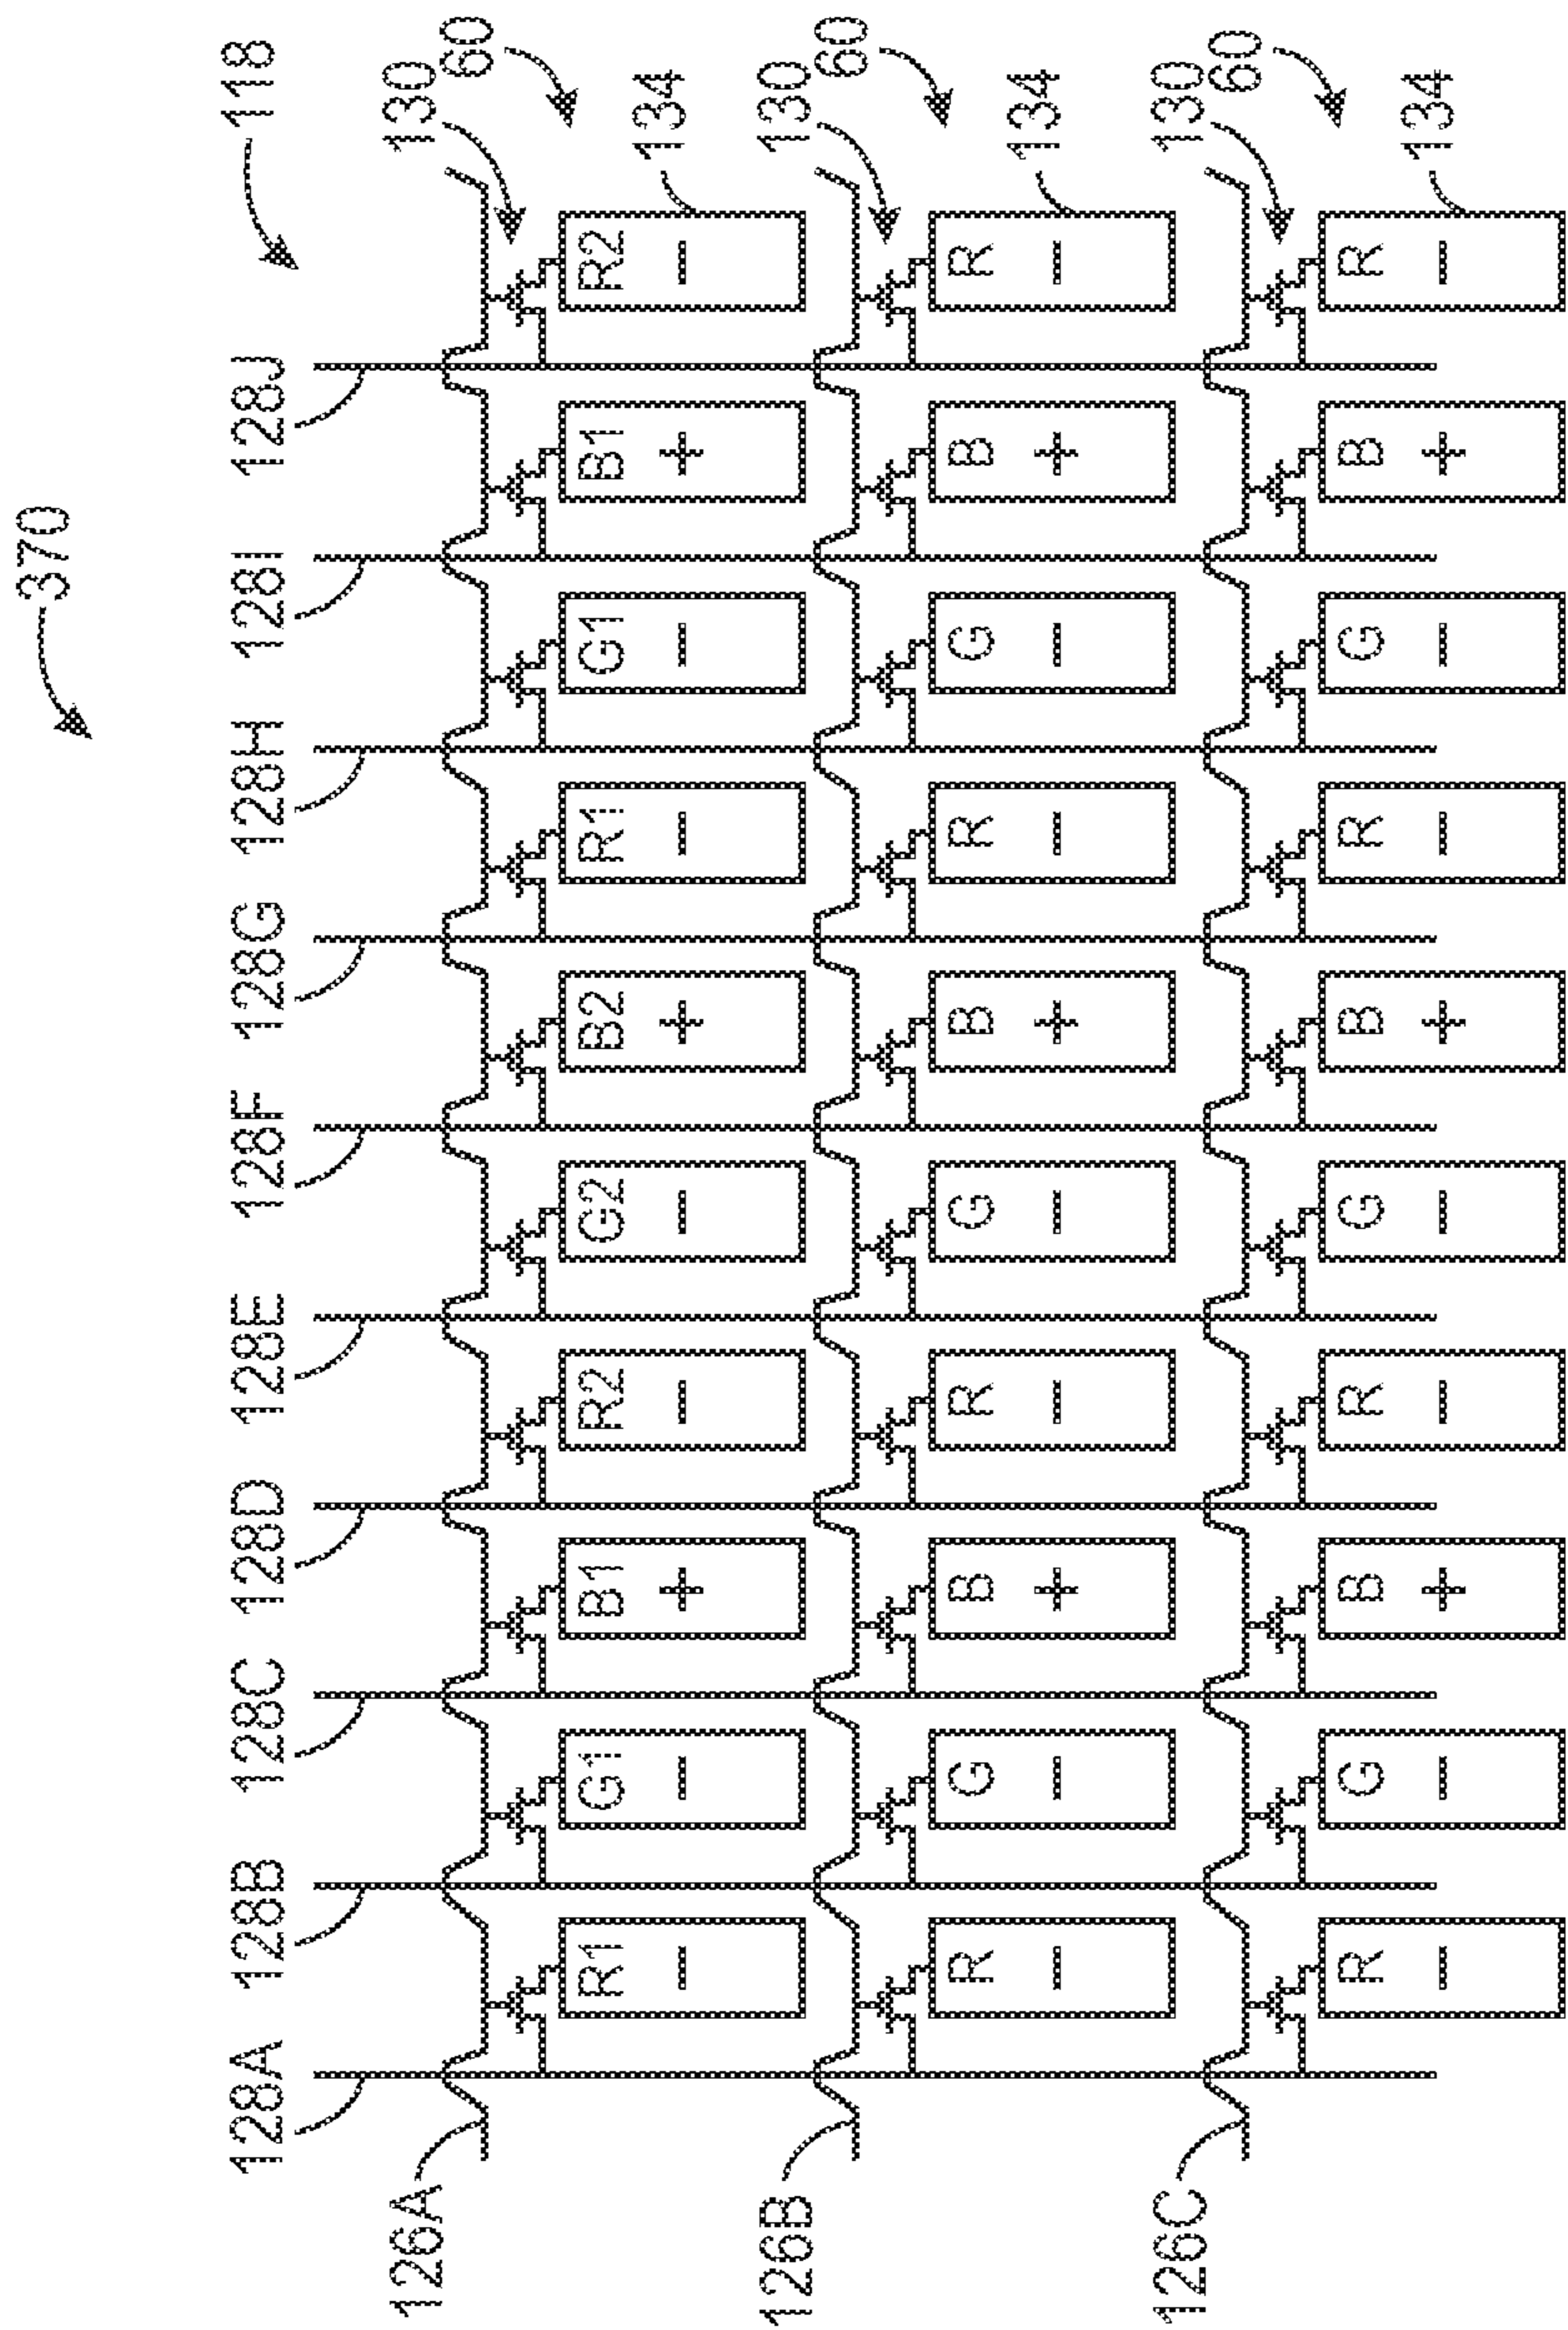 370
128A 128B 128C 128D 128E 128F 128G 128H 128I 128J 118
126A 130
60
R1 G1 B1 R2 G2 B2 R1 G1 B1 R2
− − + − − + − − + − 134
126B 130
60
R G B R G B R G B R
− − + − − + − − + − 134
126C 130
60
R G B R G B R G B R
− − + − − + − − + − 134